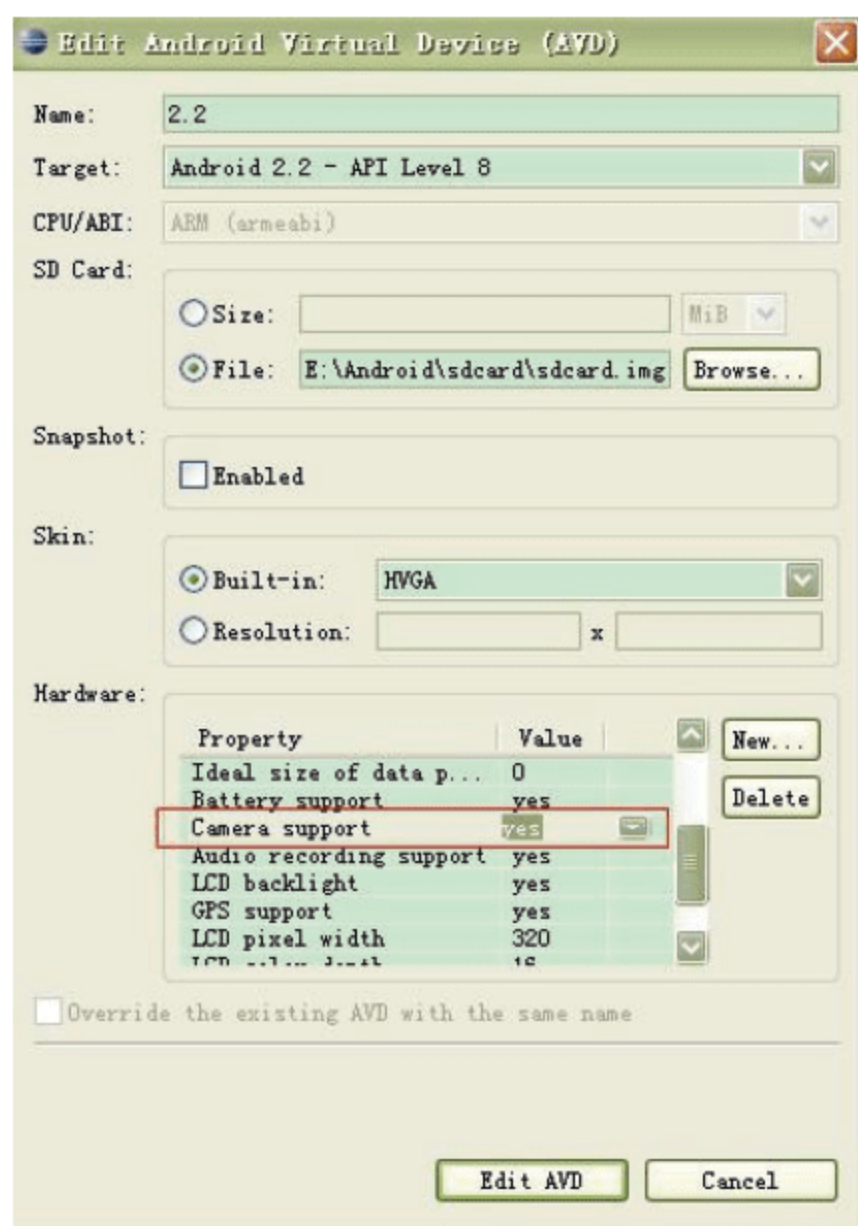 Edit Android Virtual Device (AVD)
Name: 2.2
Target: Android 2.2 - API Level 8
CPU/ABI: ARM (armeabi)
SD Card:
Size: MiB
File: E:\Android\sdcard\sdcard.img Browse...
Snapshot:
Enabled
Skin:
Built-in: HVGA
Resolution: x
Hardware:
Property Value New...
Ideal size of data p... 0
Battery support yes Delete
Camera support yes
Audio recording support yes
LCD backlight yes
GPS support yes
LCD pixel width 320
LCD color depth 16
Override the existing AVD with the same name
Edit AVD Cancel